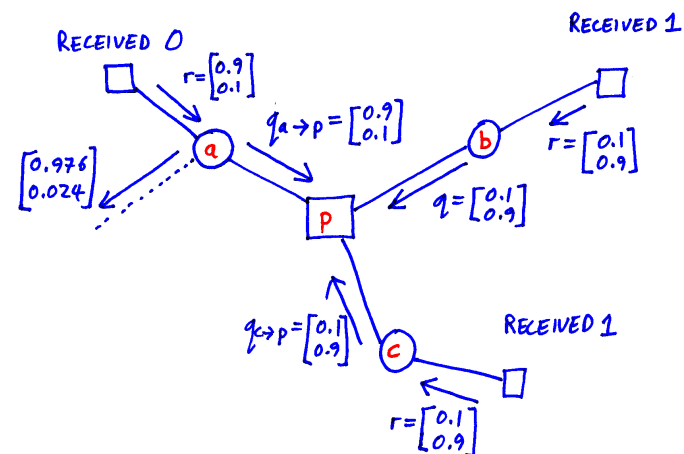 RECEIVED 0
RECEIVED 1
r = [0.9 0.1]
q a→p = [0.9 0.1]
a
b
r = [0.1 0.9]
[0.976 0.024]
q = [0.1 0.9]
p
q c→p = [0.1 0.9]
c
RECEIVED 1
r = [0.1 0.9]